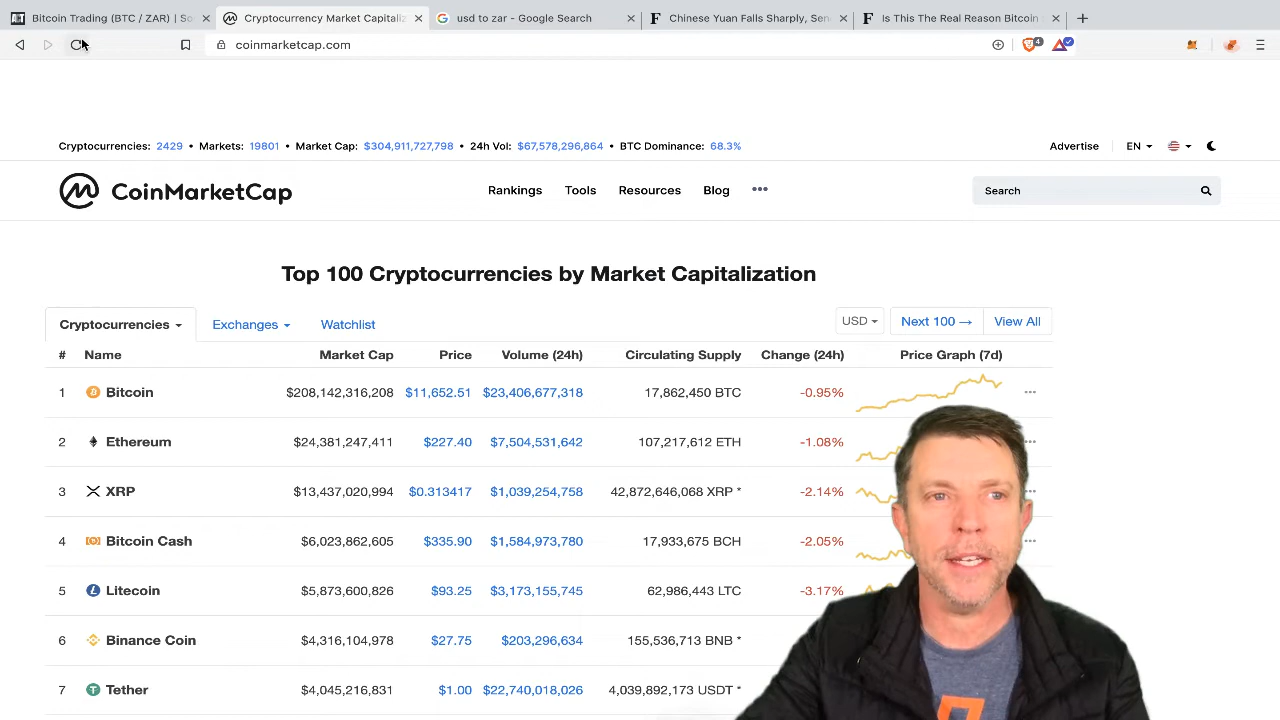 Bitcoin Trading (BTC / ZAR) | So
Cryptocurrency Market Capitaliz
usd to zar - Google Search
Chinese Yuan Falls Sharply, Sen
Is This The Real Reason Bitcoin
coinmarketcap.com
4
Cryptocurrencies: 2429 • Markets: 19801 • Market Cap: $304,911,727,798 • 24h Vol: $67,578,296,864 • BTC Dominance: 68.3%
Advertise EN
CoinMarketCap
Rankings Tools Resources Blog •••
Search
Top 100 Cryptocurrencies by Market Capitalization
Cryptocurrencies Exchanges Watchlist USD Next 100 → View All
# Name Market Cap Price Volume (24h) Circulating Supply Change (24h) Price Graph (7d)
1 Bitcoin $208,142,316,208 $11,652.51 $23,406,677,318 17,862,450 BTC -0.95%
2 Ethereum $24,381,247,411 $227.40 $7,504,531,642 107,217,612 ETH -1.08%
3 XRP $13,437,020,994 $0.313417 $1,039,254,758 42,872,646,068 XRP * -2.14%
4 Bitcoin Cash $6,023,862,605 $335.90 $1,584,973,780 17,933,675 BCH -2.05%
5 Litecoin $5,873,600,826 $93.25 $3,173,155,745 62,986,443 LTC -3.17%
6 Binance Coin $4,316,104,978 $27.75 $203,296,634 155,536,713 BNB *
7 Tether $4,045,216,831 $1.00 $22,740,018,026 4,039,892,173 USDT *